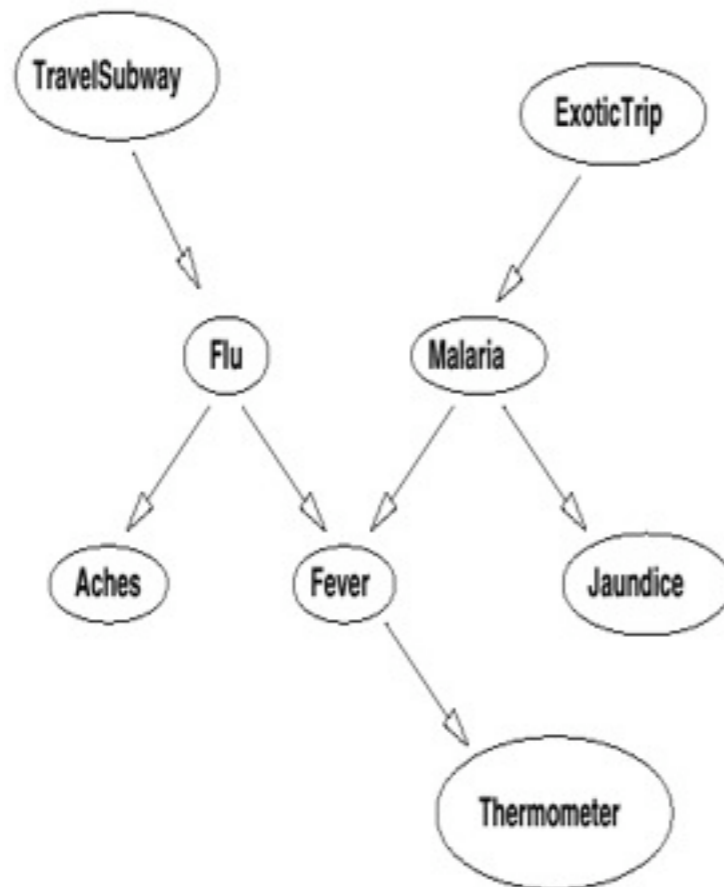 TravelSubway
ExoticTrip
Flu
Malaria
Aches
Fever
Jaundice
Thermometer